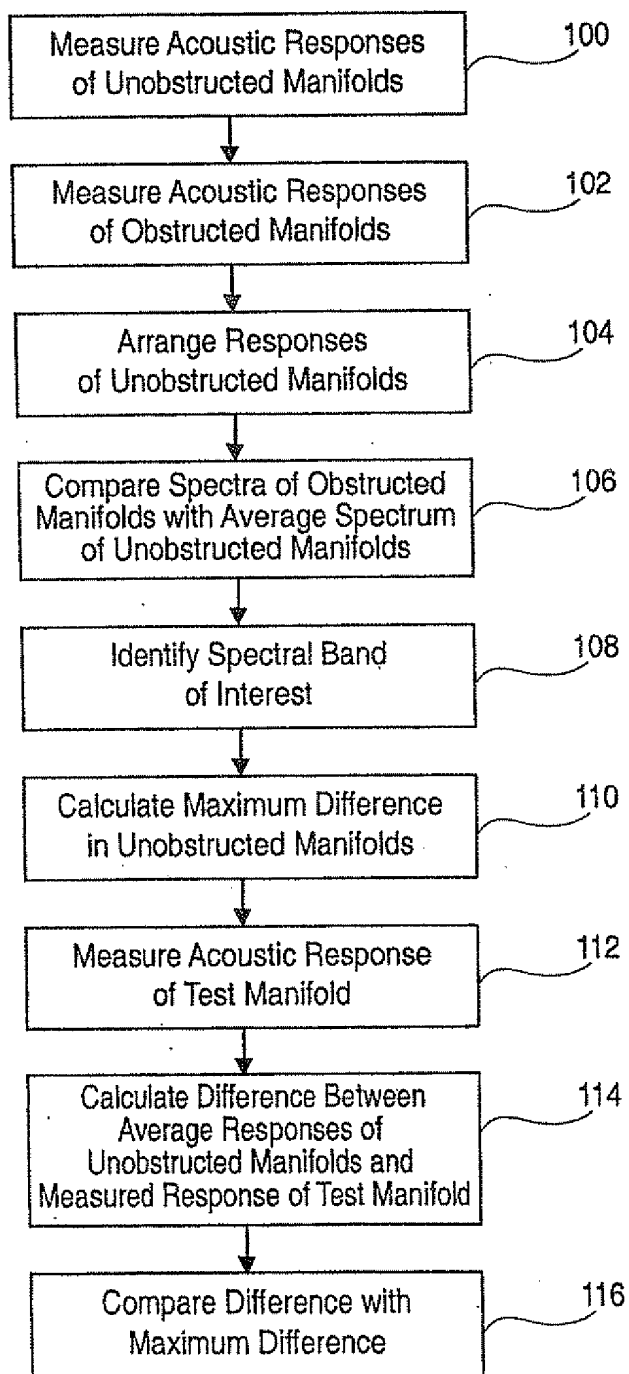 Measure Acoustic Responses
of Unobstructed Manifolds
100
Measure Acoustic Responses
of Obstructed Manifolds
102
Arrange Responses
of Unobstructed Manifolds
104
Compare Spectra of Obstructed
Manifolds with Average Spectrum
of Unobstructed Manifolds
106
Identify Spectral Band
of Interest
108
Calculate Maximum Difference
in Unobstructed Manifolds
110
Measure Acoustic Response
of Test Manifold
112
Calculate Difference Between
Average Responses of
Unobstructed Manifolds and
Measured Response of Test Manifold
114
Compare Difference with
Maximum Difference
116